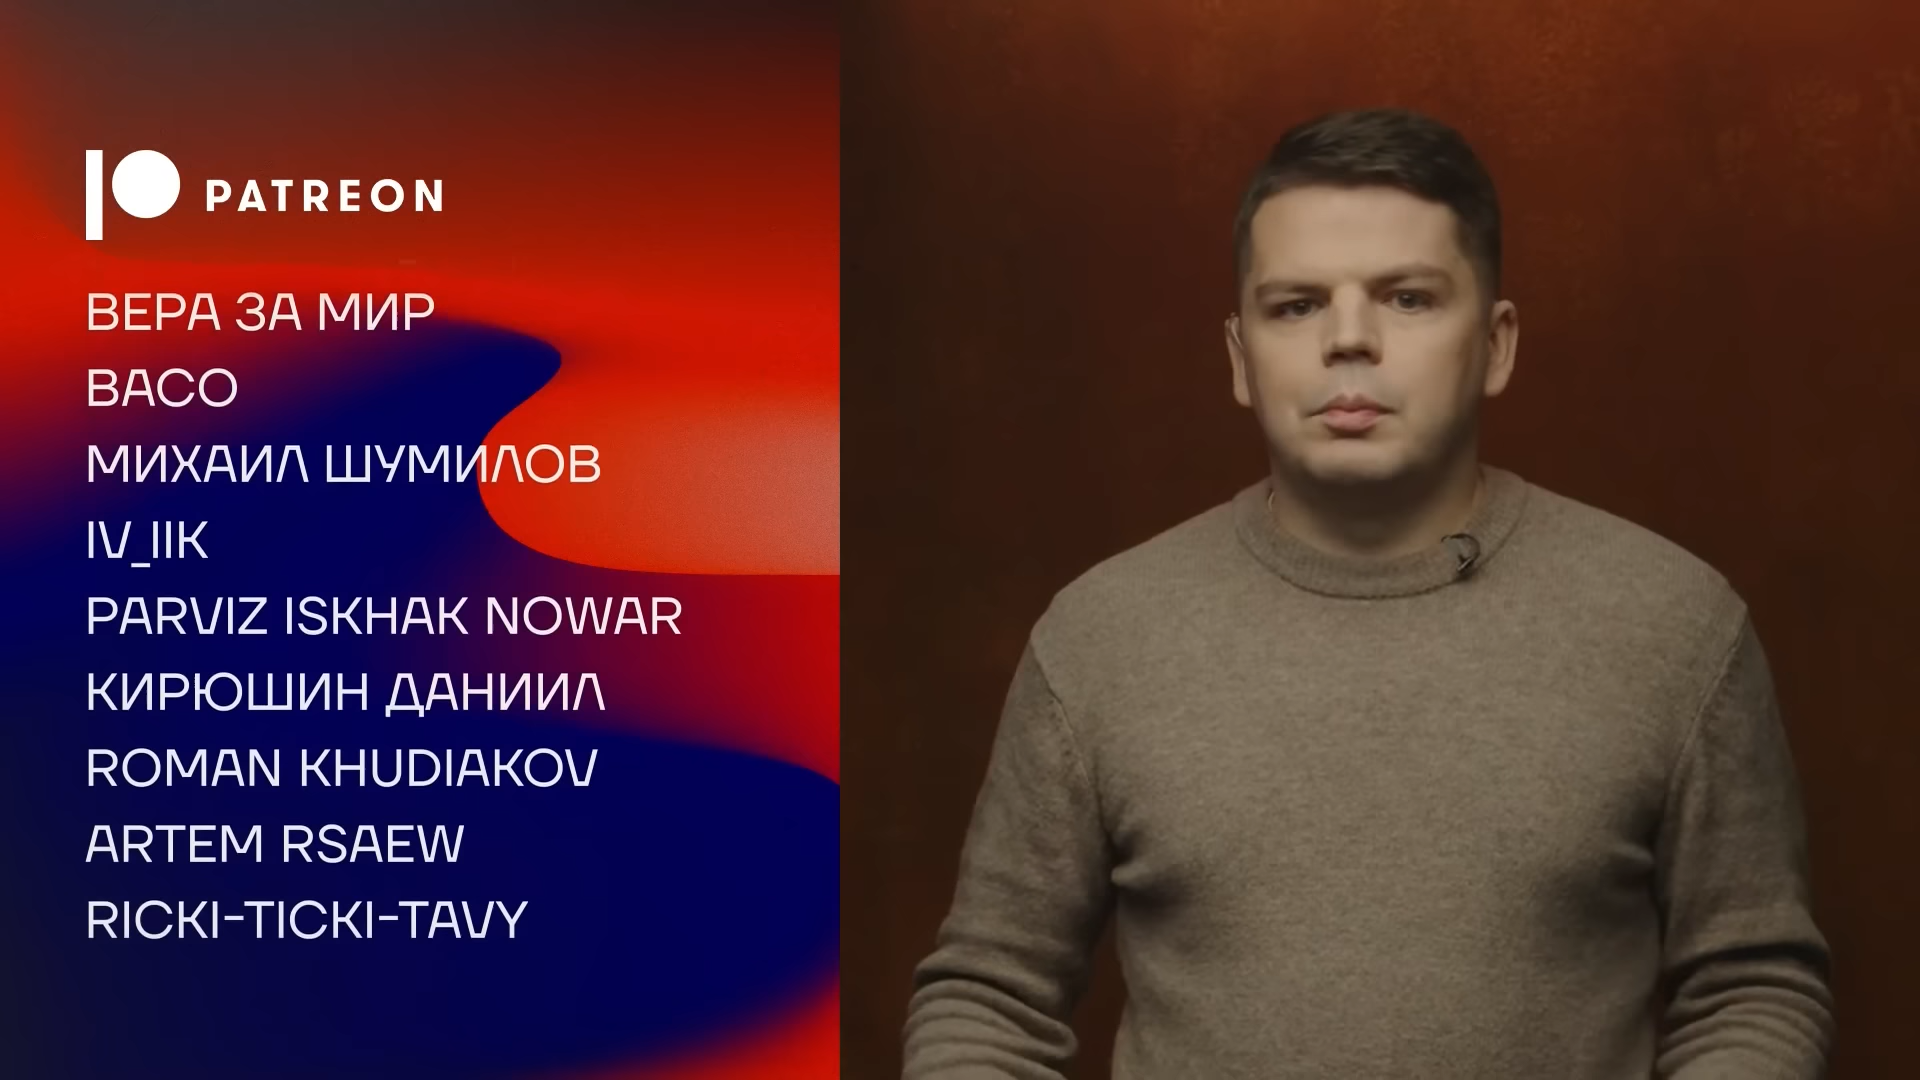 PATREON
ВЕРА ЗА МИР
ВАСО
МИХАИЛ ШУМИЛОВ
IV_IIK
PARVIZ ISKHAK NOWAR
КИРЮШИН ДАНИИЛ
ROMAN KHUDIAKOV
ARTEM RSAEW
RICKI-TICKI-TAVY